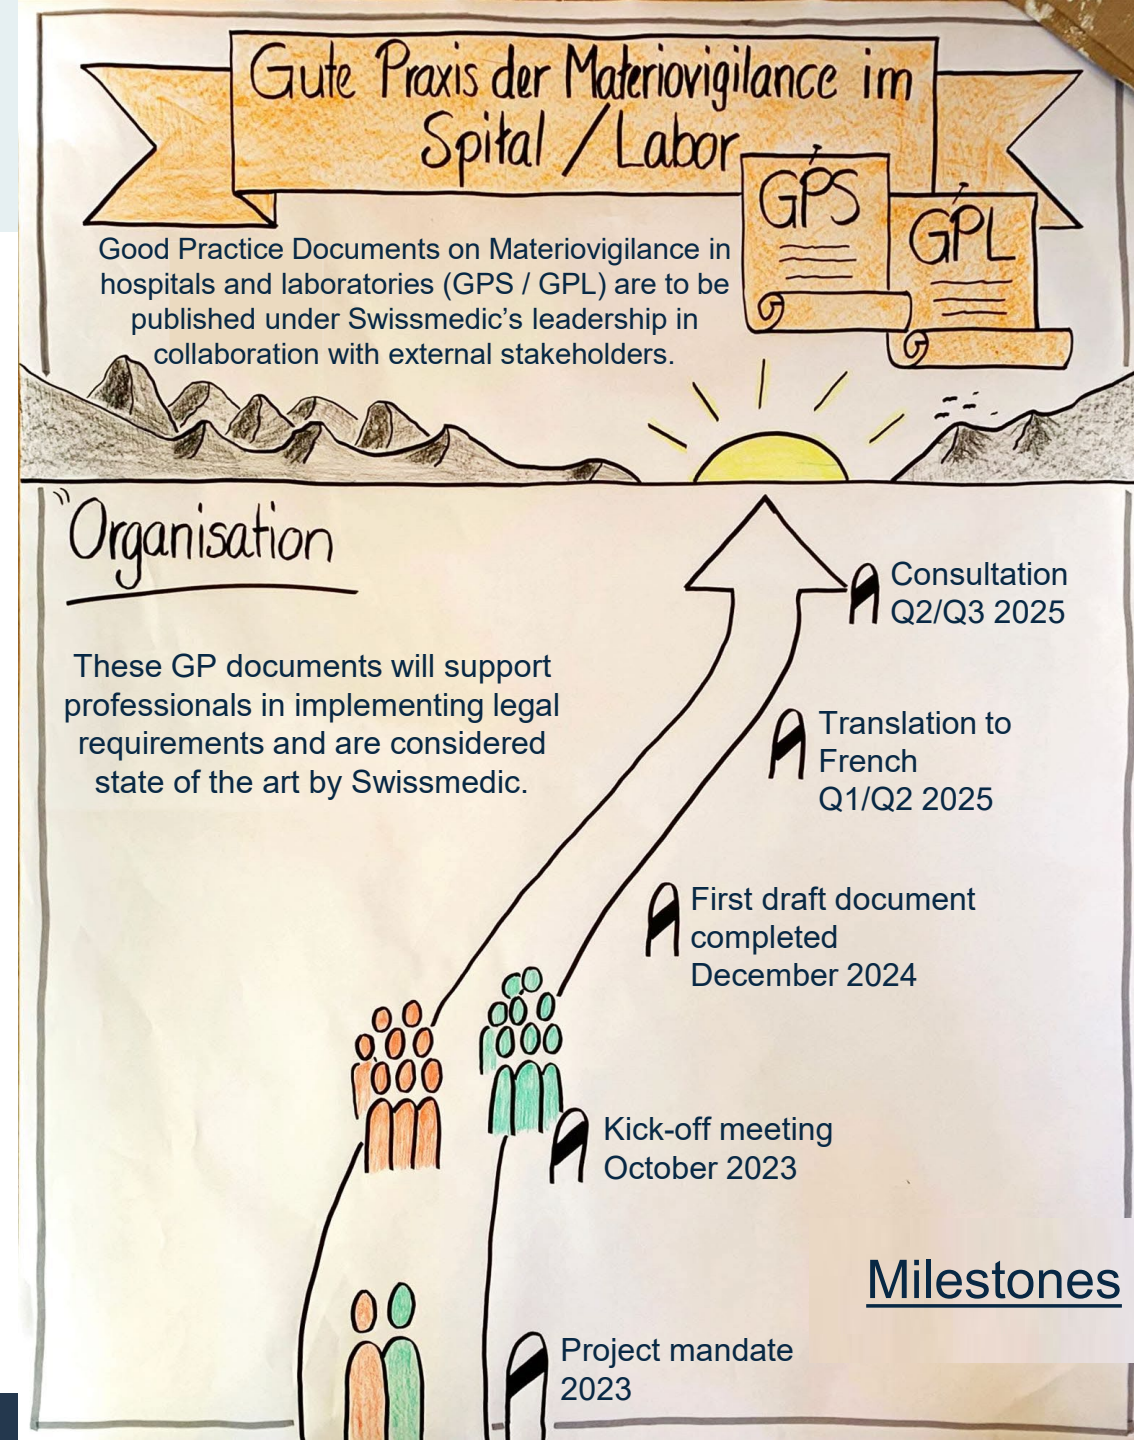 Gute Praxis der Materiovigilance im
Spital / Labor
GPS
GPL
Good Practice Documents on Materiovigilance in
hospitals and laboratories (GPS / GPL) are to be
published under Swissmedic’s leadership in
collaboration with external stakeholders.
Organisation
These GP documents will support
professionals in implementing legal
requirements and are considered
state of the art by Swissmedic.
Consultation
Q2/Q3 2025
Translation to
French
Q1/Q2 2025
First draft document
completed
December 2024
Kick-off meeting
October 2023
Milestones
Project mandate
2023